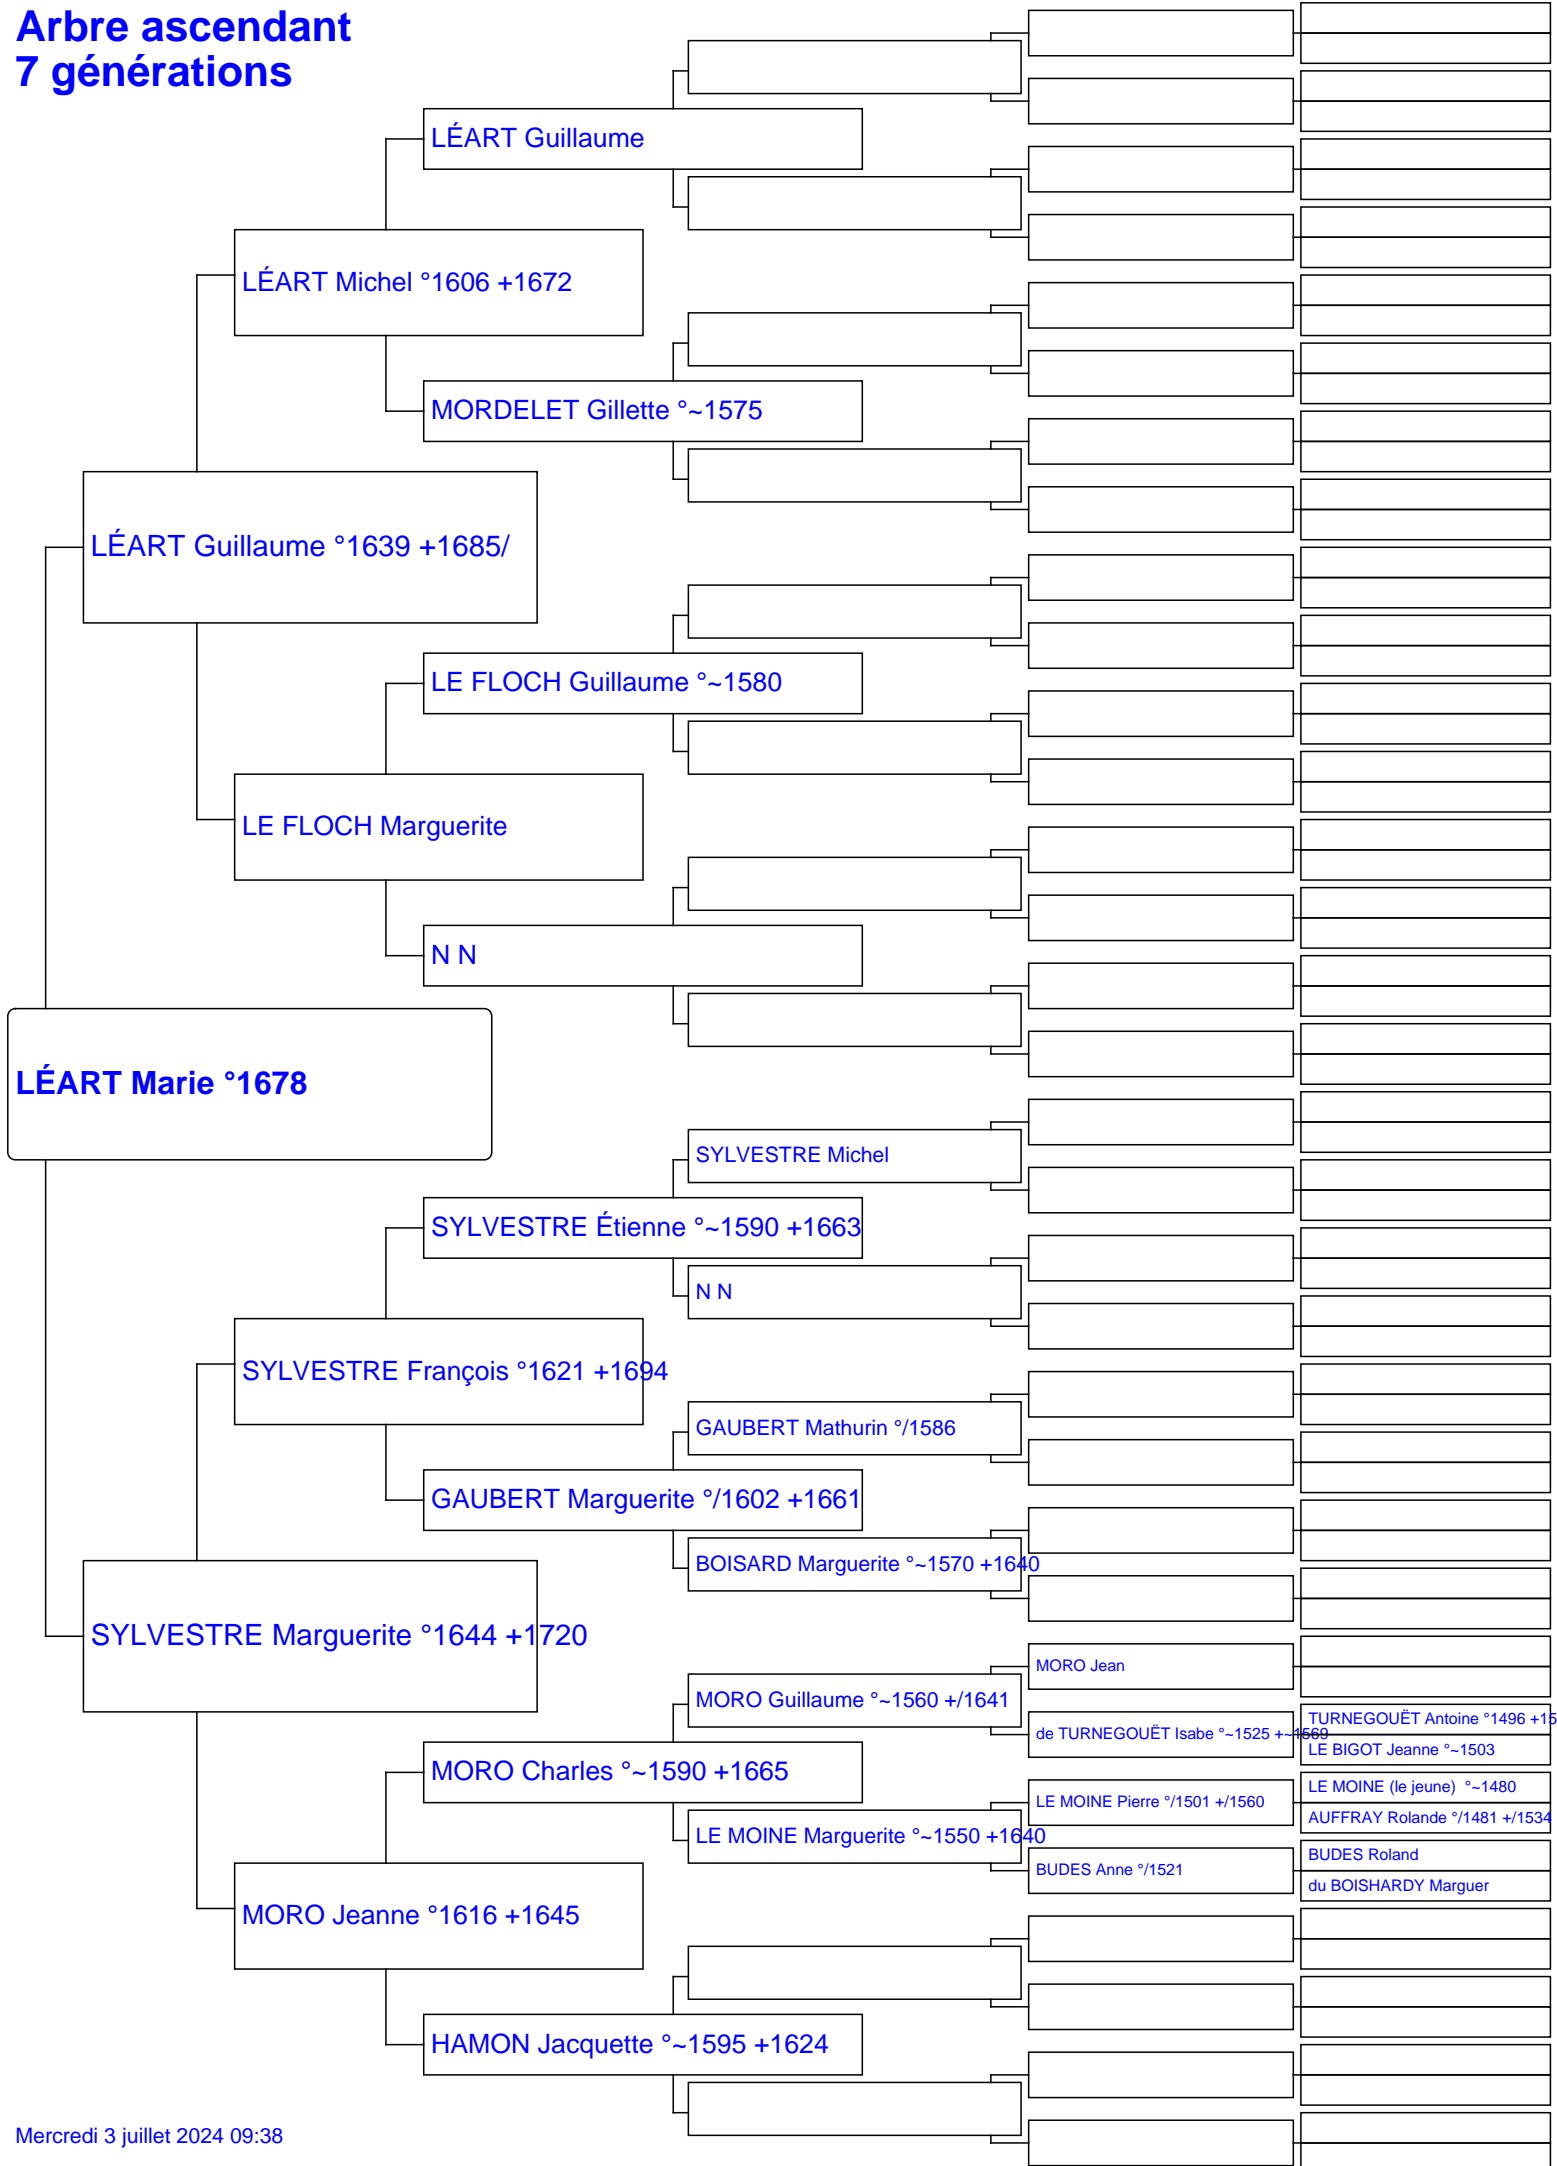 Arbre ascendant
7 générations
LÉART Guillaume
LÉART Michel °1606 +1672
MORDELET Gillette °~1575
LÉART Guillaume °1639 +1685/
LE FLOCH Guillaume °~1580
LE FLOCH Marguerite
N N
LÉART Marie °1678
SYLVESTRE Michel
SYLVESTRE Étienne °~1590 +1663
N N
SYLVESTRE François °1621 +1694
GAUBERT Mathurin °/1586
GAUBERT Marguerite °/1602 +1661
BOISARD Marguerite °~1570 +1640
SYLVESTRE Marguerite °1644 +1720
MORO Jean
MORO Guillaume °~1560 +/1641
TURNEGOUËT Antoine °1496 +15
de TURNEGOUËT Isabe °~1525 +~1569
LE BIGOT Jeanne °~1503
MORO Charles °~1590 +1665
LE MOINE (le jeune) °~1480
LE MOINE Pierre °/1501 +/1560
AUFFRAY Rolande °/1481 +/1534
LE MOINE Marguerite °~1550 +1640
BUDES Roland
BUDES Anne °/1521
du BOISHARDY Marguer
MORO Jeanne °1616 +1645
HAMON Jacquette °~1595 +1624
Mercredi 3 juillet 2024 09:38